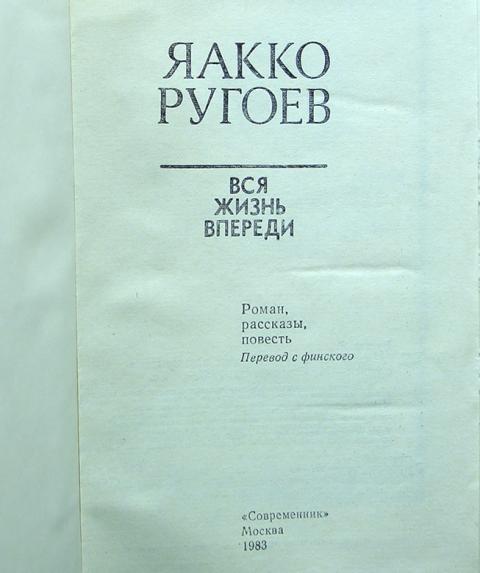 ЯАККО
РУГОЕВ
ВСЯ
ЖИЗНЬ
ВПЕРЕДИ
Роман,
рассказы,
повесть
Перевод с финского
«Современник»
Москва
1983